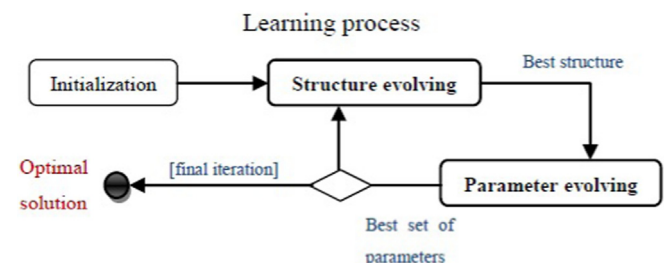 Learning process
Best structure
Initialization
Structure evolving
Optimal
solution
[final iteration]
Parameter evolving
Best set of
parameters